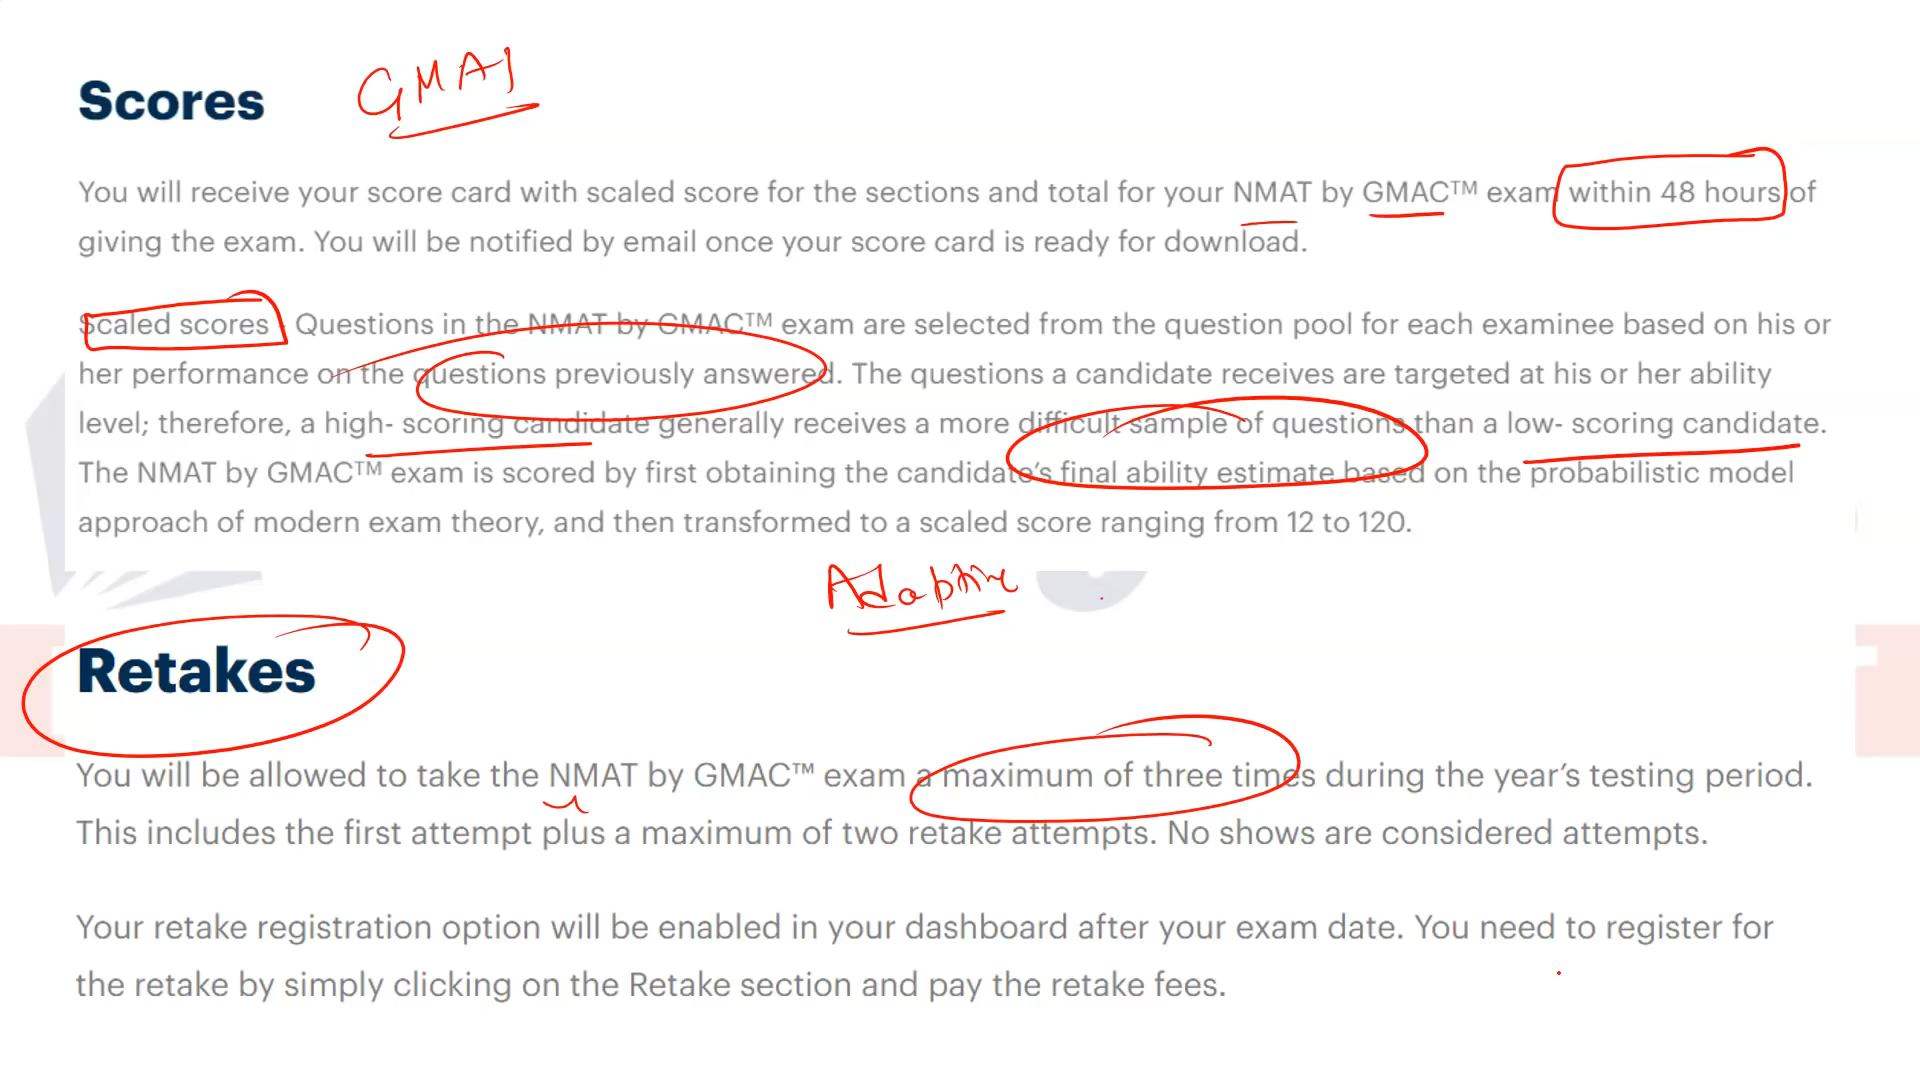 Scores GMAT
You will receive your score card with scaled score for the sections and total for your NMAT by GMAC™ exam within 48 hours of
giving the exam. You will be notified by email once your score card is ready for download.
Scaled scores - Questions in the NMAT by GMAC™ exam are selected from the question pool for each examinee based on his or
her performance on the questions previously answered. The questions a candidate receives are targeted at his or her ability
level; therefore, a high- scoring candidate generally receives a more difficult sample of questions than a low- scoring candidate.
The NMAT by GMAC™ exam is scored by first obtaining the candidate's final ability estimate based on the probabilistic model
approach of modern exam theory, and then transformed to a scaled score ranging from 12 to 120.
Adaptive
Retakes
You will be allowed to take the NMAT by GMAC™ exam a maximum of three times during the year's testing period.
This includes the first attempt plus a maximum of two retake attempts. No shows are considered attempts.
Your retake registration option will be enabled in your dashboard after your exam date. You need to register for
the retake by simply clicking on the Retake section and pay the retake fees.